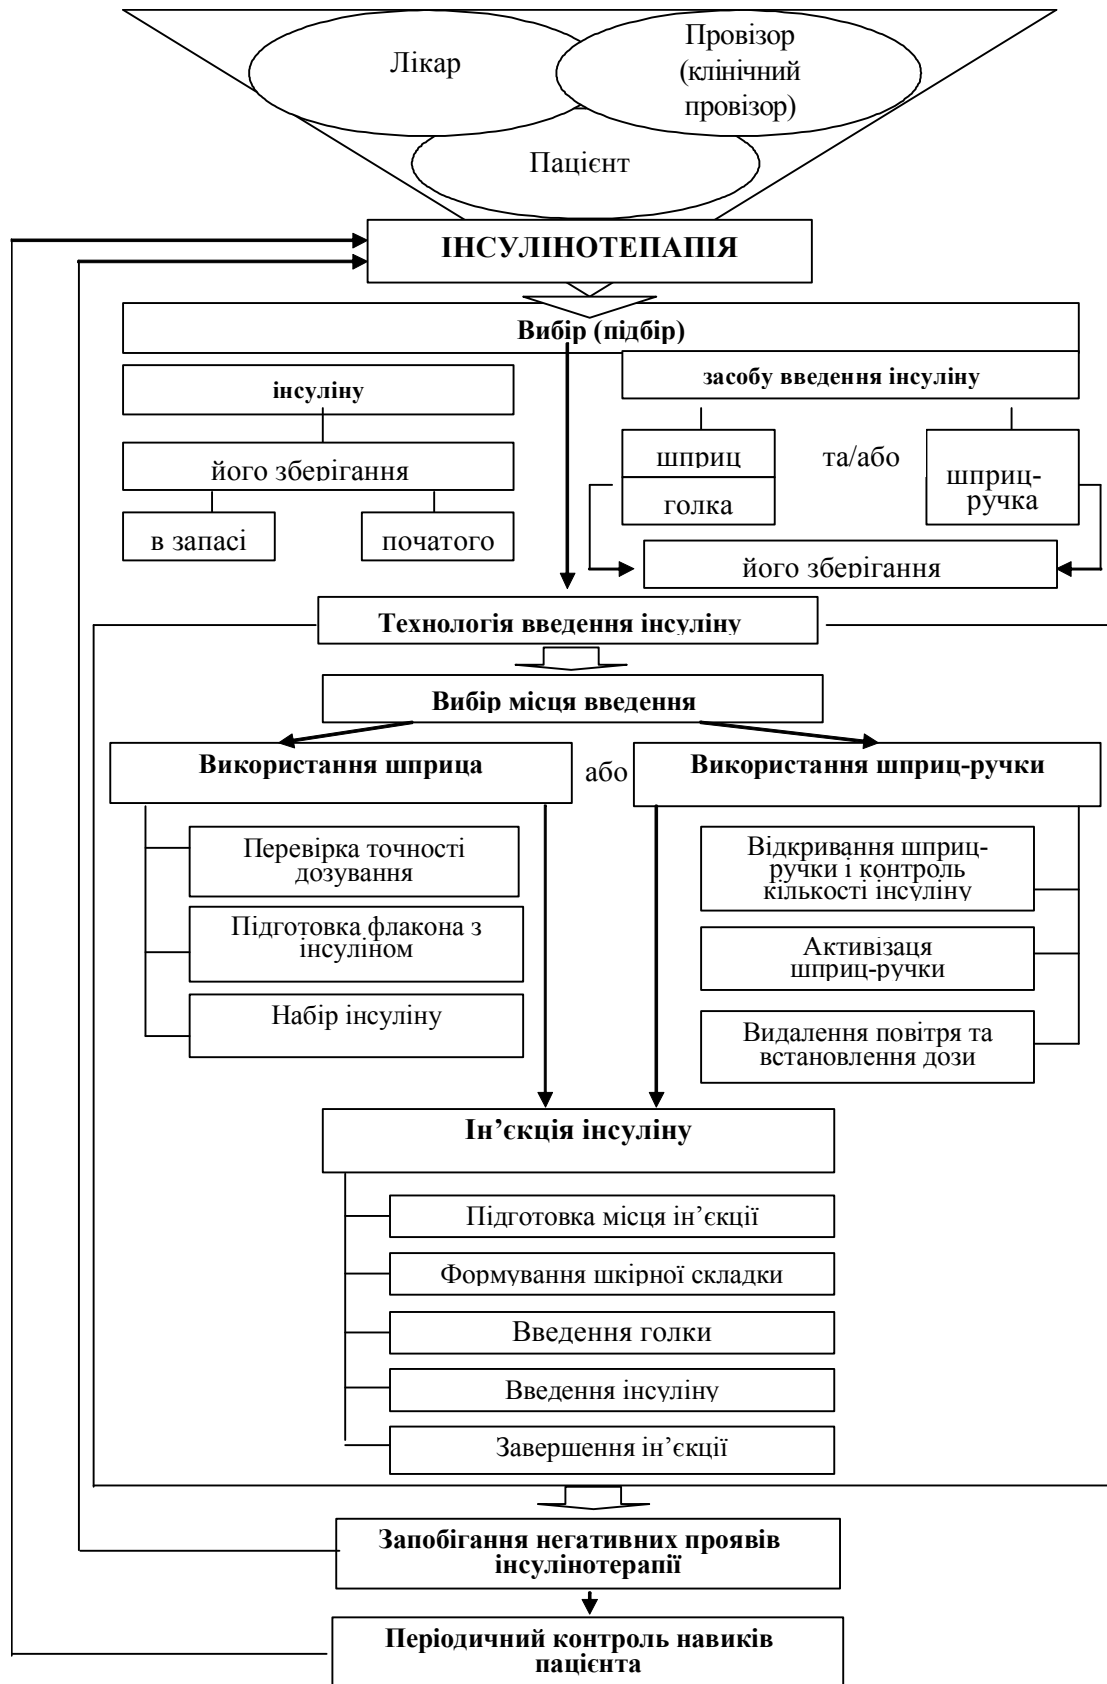 Лікар
Провізор
(клінічний
провізор)
Пацієнт
ІНСУЛІНОТЕПАПІЯ
Вибір (підбір)
інсуліну
засобу введення інсуліну
його зберігання
в запасі
початого
шприц
голка
та/або
шприц-
ручка
його зберігання
Технологія введення інсуліну
Вибір місця введення
Використання шприца
або
Використання шприц-ручки
Перевірка точності
дозування
Підготовка флакона з
інсуліном
Набір інсуліну
Відкривання шприц-
ручки і контроль
кількості інсуліну
Активізаця
шприц-ручки
Видалення повітря та
встановлення дози
Ін’єкція інсуліну
Підготовка місця ін’єкції
Формування шкірної складки
Введення голки
Введення інсуліну
Завершення ін’єкції
Запобігання негативних проявів
інсулінотерапії
Періодичний контроль навиків
пацієнта